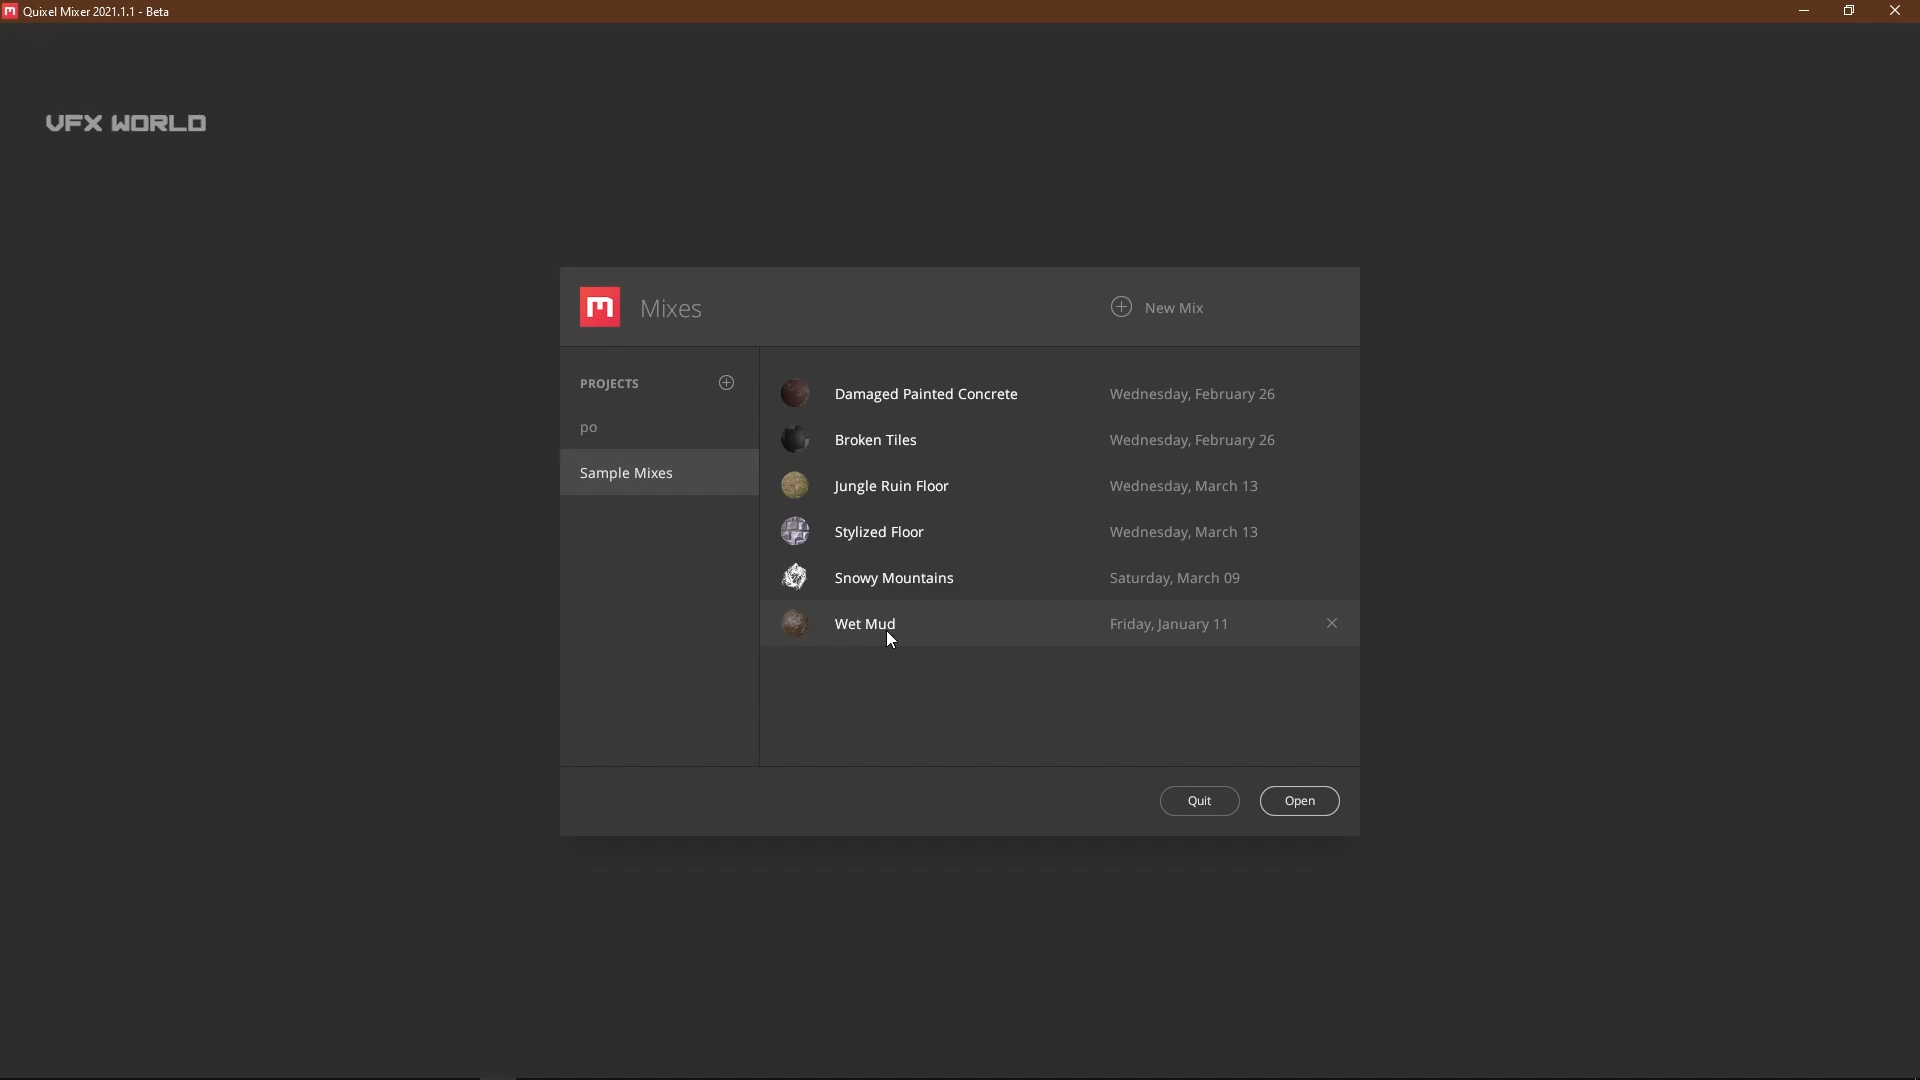 Quixel Mixer 2021.1.1 - Beta
VFX WORLD
Mixes
New Mix
PROJECTS
po
Sample Mixes
Damaged Painted Concrete Wednesday, February 26
Broken Tiles Wednesday, February 26
Jungle Ruin Floor Wednesday, March 13
Stylized Floor Wednesday, March 13
Snowy Mountains Saturday, March 09
Wet Mud Friday, January 11
Quit Open